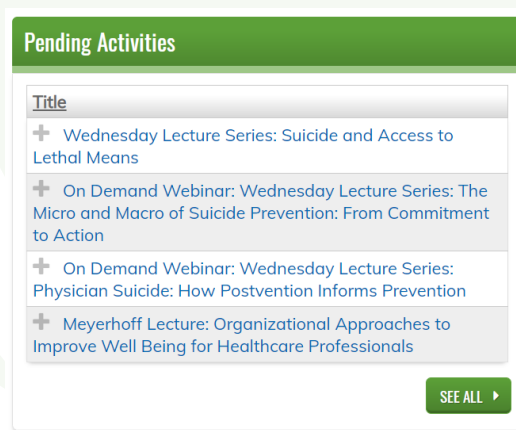 Pending Activities
Title
Wednesday Lecture Series: Suicide and Access to
Lethal Means
On Demand Webinar: Wednesday Lecture Series: The
Micro and Macro of Suicide Prevention: From Commitment
to Action
On Demand Webinar: Wednesday Lecture Series:
Physician Suicide: How Postvention Informs Prevention
Meyerhoff Lecture: Organizational Approaches to
Improve Well Being for Healthcare Professionals
SEE ALL